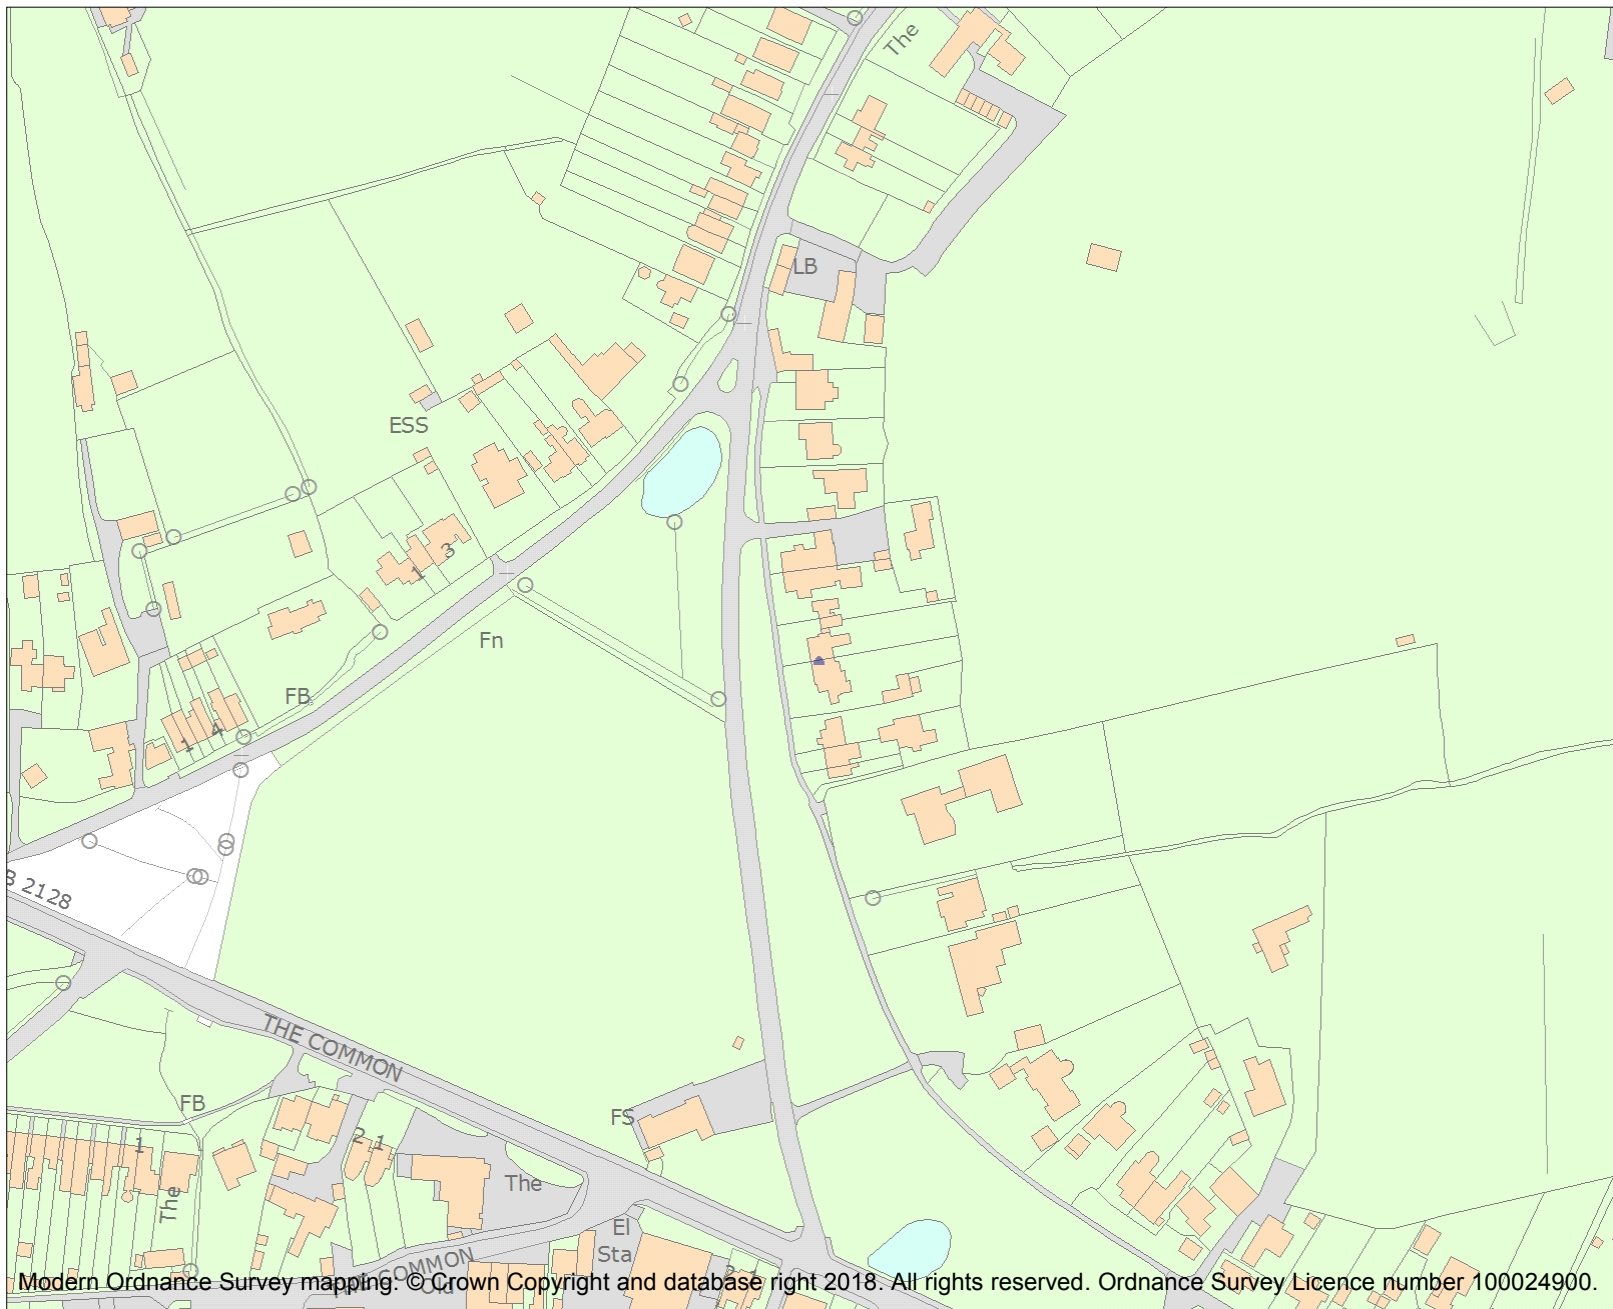 The
LB
ESS
3
1
Fn
FB
4
1
B 2128
THE COMMON
FB
FS
2 1
1
The
The
El
Sta
THE COMMON
Old
Modern Ordnance Survey mapping: © Crown Copyright and database right 2018. All rights reserved. Ordnance Survey Licence number 100024900.